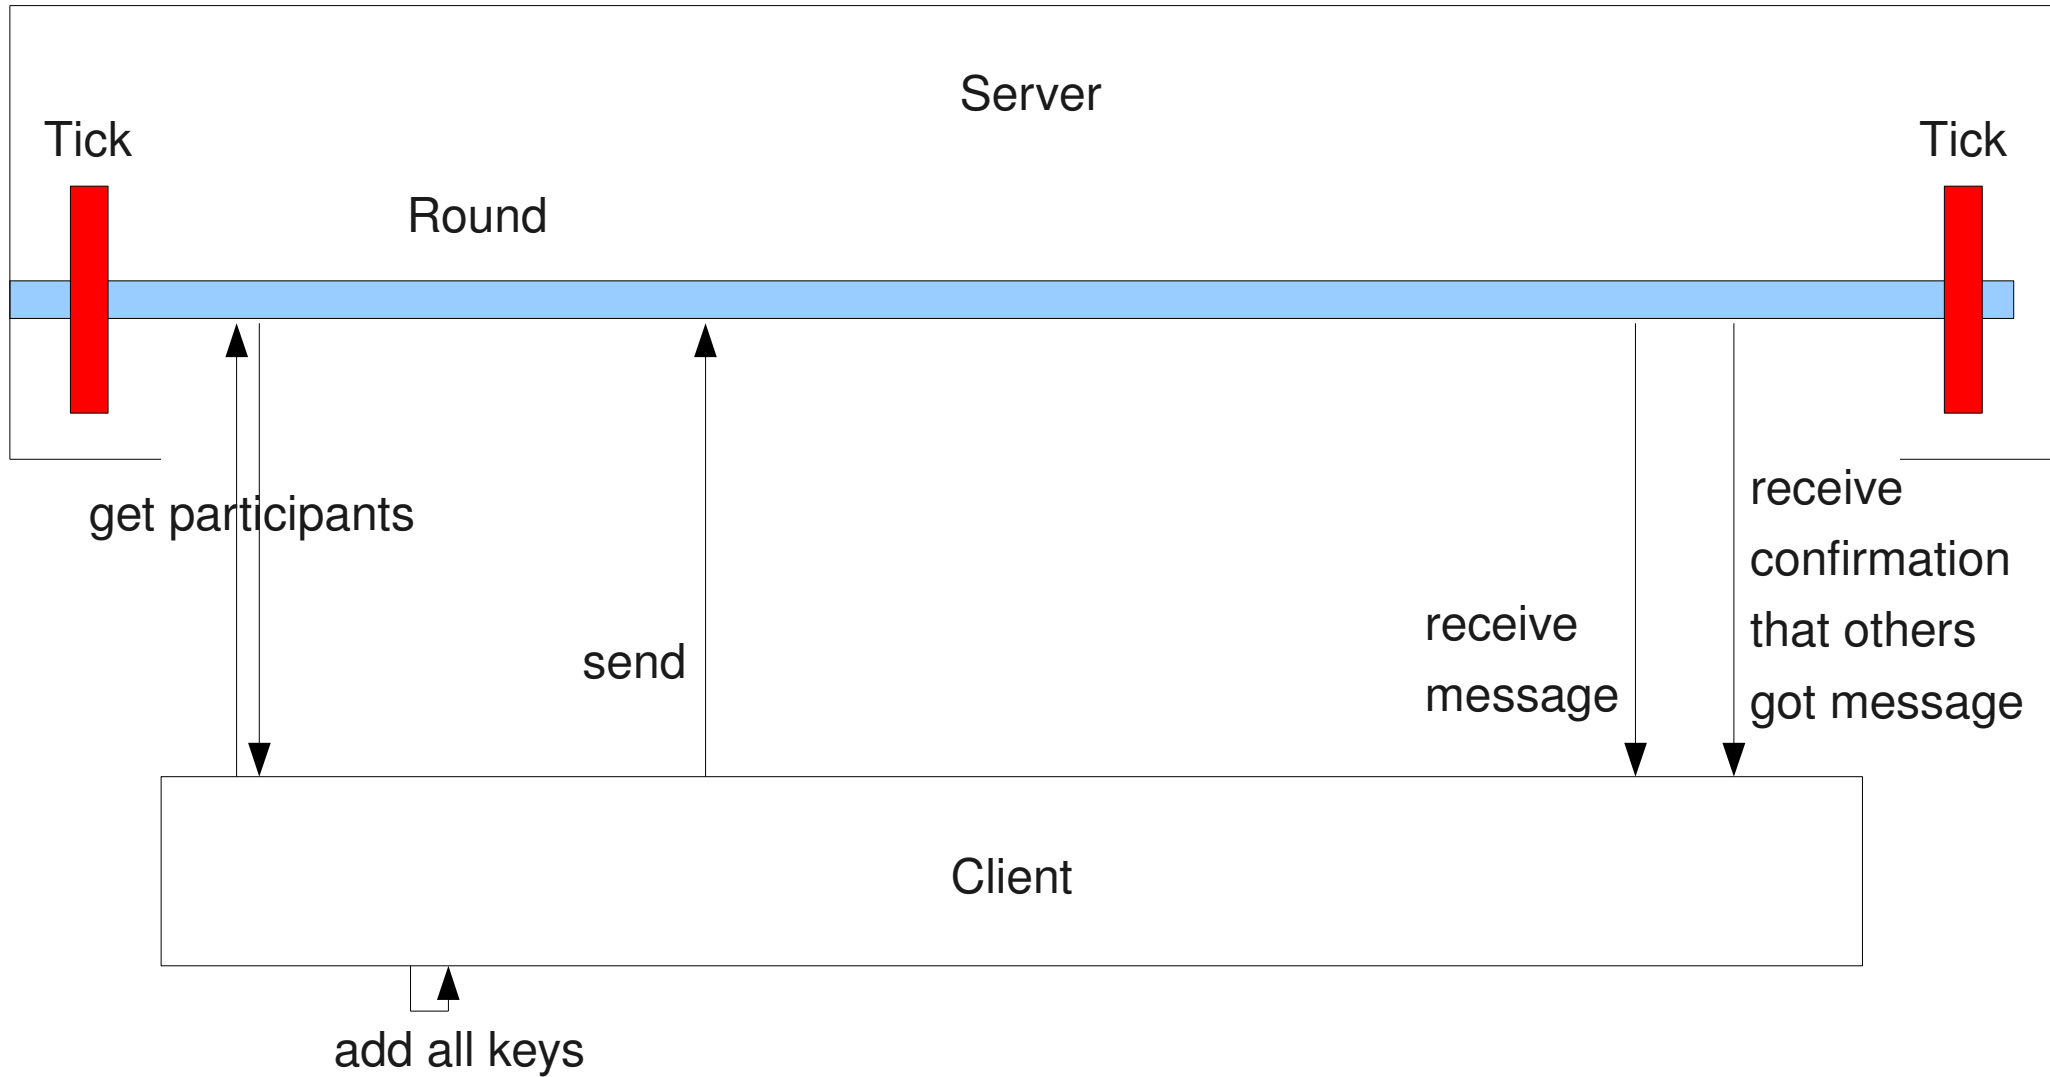 Server
Tick
Tick
Round
get participants
send
receive
message
receive
confirmation
that others
got message
Client
add all keys